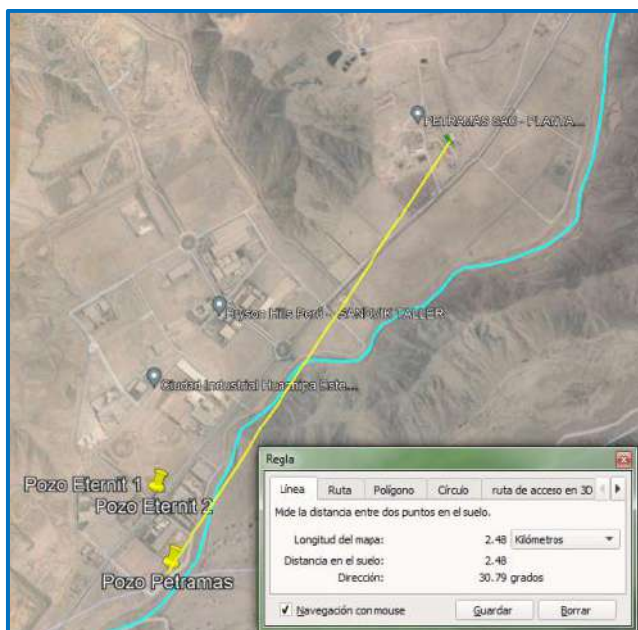 PETRAMAS SAC - PLANTA...
Bryson Hills Perú - SANDVIK TALLER
Ciudad Industrial Huachipa Este...
Pozo Eternit 1
Pozo Eternit 2
Pozo Petramas
Regla
Línea Ruta Polígono Círculo ruta de acceso en 3D
Mide la distancia entre dos puntos en el suelo.
Longitud del mapa: 2.48 Kilómetros
Distancia en el suelo: 2.48
Dirección: 30.79 grados
Navegación con mouse Guardar Borrar